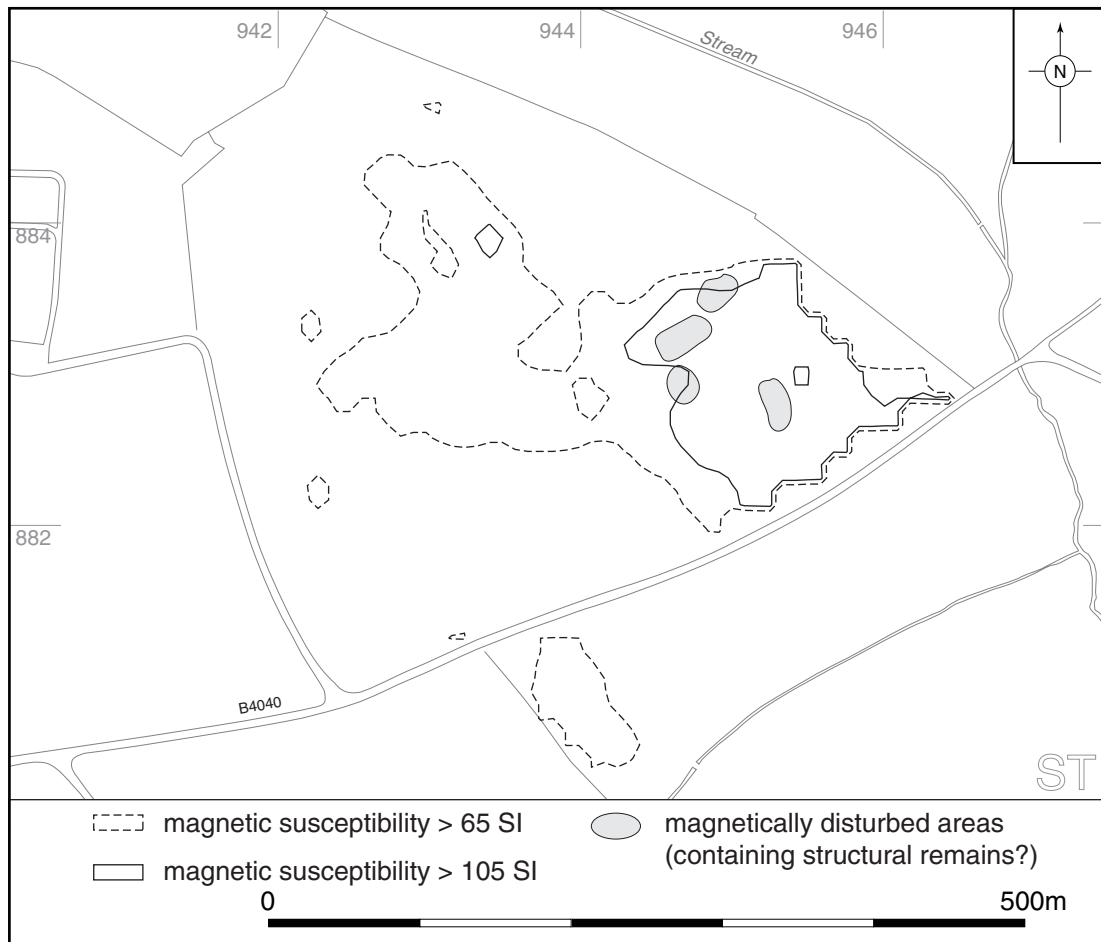 942
944
946
Stream
N
884
882
B4040
ST
magnetic susceptibility > 65 SI
magnetic susceptibility > 105 SI
magnetically disturbed areas
(containing structural remains?)
0
500m